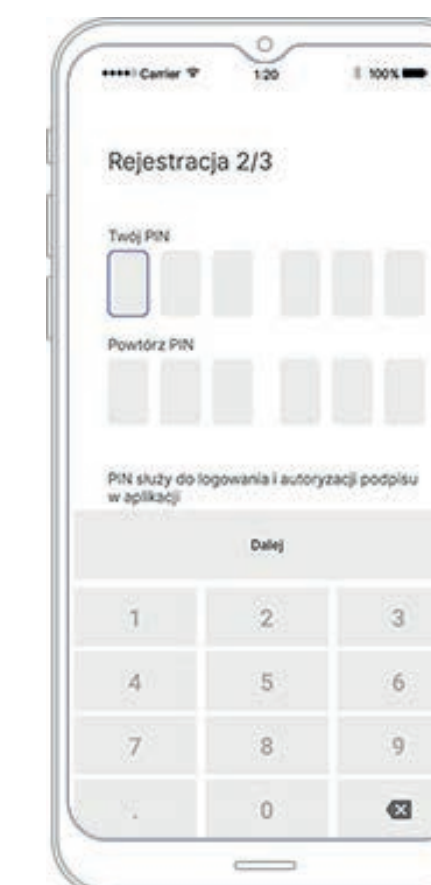 Carrier 1:20 100%
Rejestracja 2/3
Twój PIN
Powtórz PIN
PIN służy do logowania i autoryzacji podpisu
w aplikacji
Dalej
1 2 3
4 5 6
7 8 9
. 0